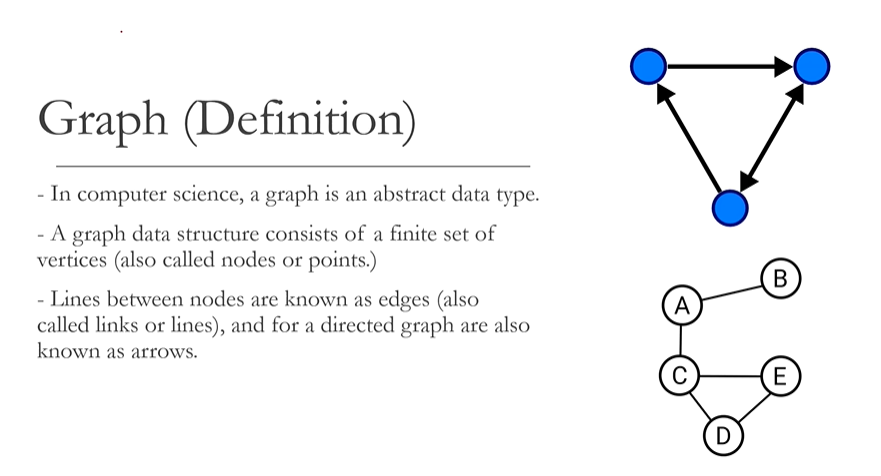 Graph (Definition)
- In computer science, a graph is an abstract data type.
- A graph data structure consists of a finite set of
vertices (also called nodes or points.)
- Lines between nodes are known as edges (also
called links or lines), and for a directed graph are also
known as arrows.
B
A
C
E
D